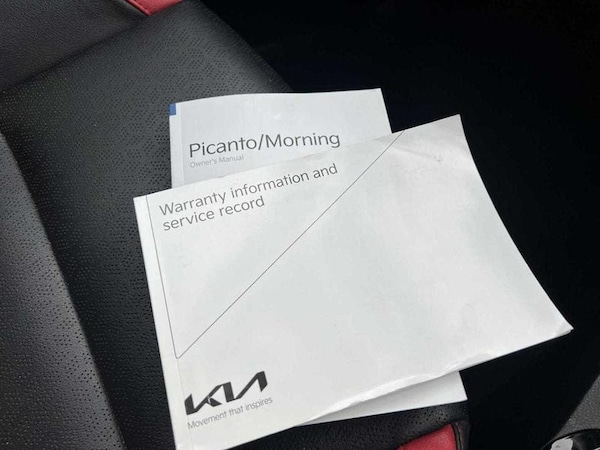 Picanto/Morning
Owner's Manual
Warranty information and
service record
KIA
Movement that inspires